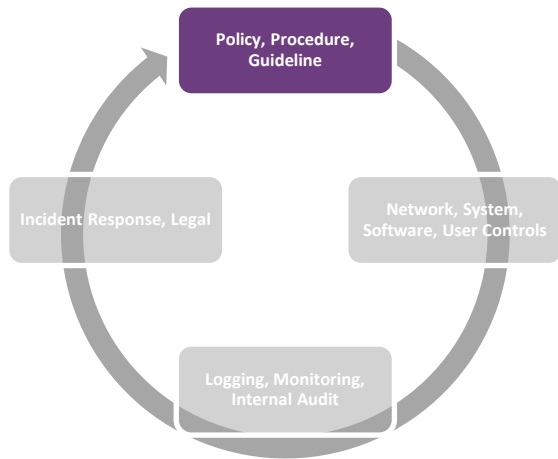 Policy, Procedure,
Guideline
Network, System,
Software, User Controls
Logging, Monitoring,
Internal Audit
Incident Response, Legal